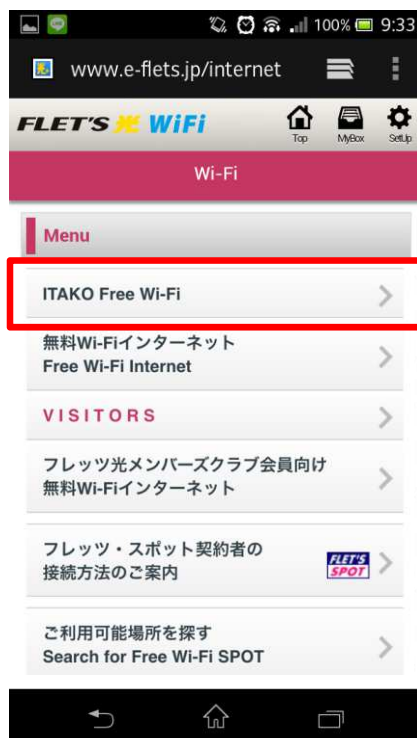 100% 9:33
www.e-flets.jp/internet
FLET'S 光 WiFi
Top MyBox SetUp
Wi-Fi
Menu
ITAKO Free Wi-Fi
無料Wi-Fiインターネット
Free Wi-Fi Internet
VISITORS
フレッツ光メンバーズクラブ会員向け
無料Wi-Fiインターネット
フレッツ・スポット契約者の
接続方法のご案内
FLET'S
SPOT
ご利用可能場所を探す
Search for Free Wi-Fi SPOT